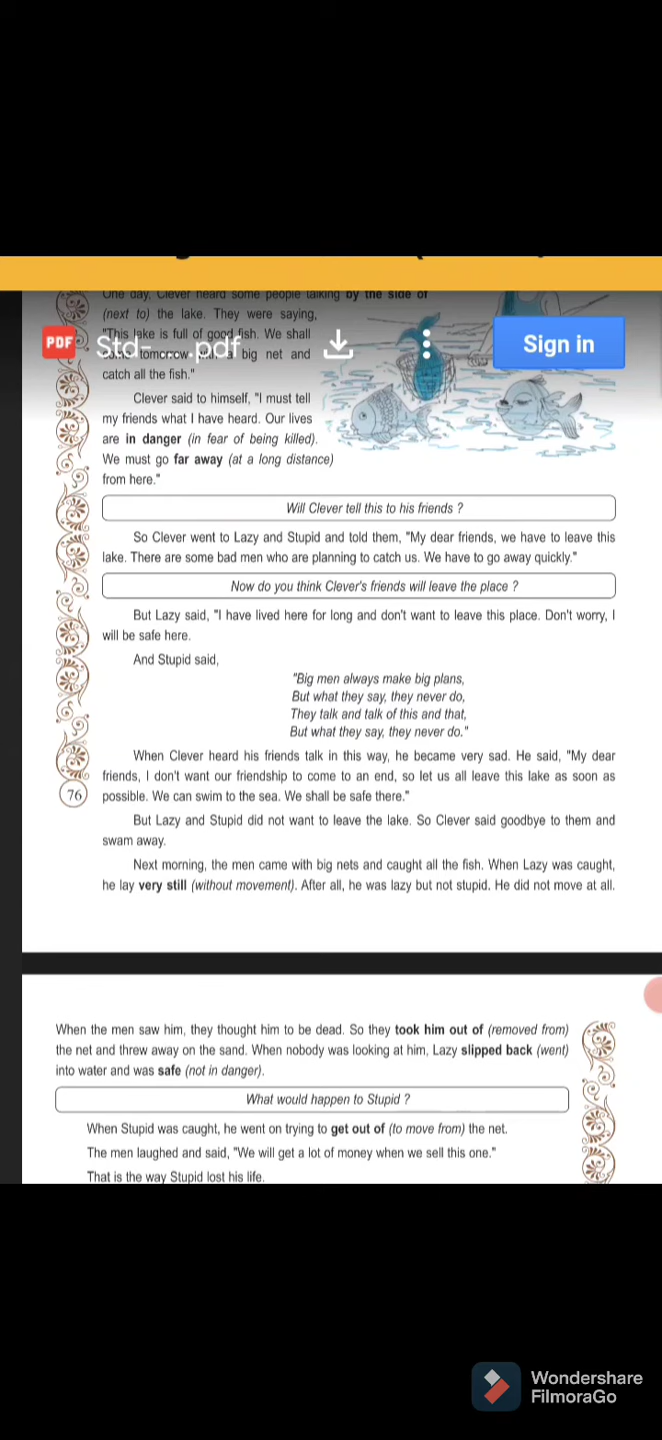 One day, Clever heard some people talking by the side of
(next to) the lake. They were saying,
"This lake is full of good fish. We shall
tomorrow big net and
catch all the fish."
PDF
Std-... .pdf
Sign in
Clever said to himself, "I must tell
my friends what I have heard. Our lives
are in danger (in fear of being killed).
We must go far away (at a long distance)
from here."
Will Clever tell this to his friends ?
So Clever went to Lazy and Stupid and told them, "My dear friends, we have to leave this
lake. There are some bad men who are planning to catch us. We have to go away quickly."
Now do you think Clever's friends will leave the place ?
But Lazy said, "I have lived here for long and don't want to leave this place. Don't worry, I
will be safe here.
And Stupid said,
"Big men always make big plans,
But what they say, they never do,
They talk and talk of this and that,
But what they say, they never do."
When Clever heard his friends talk in this way, he became very sad. He said, "My dear
friends, I don't want our friendship to come to an end, so let us all leave this lake as soon as
possible. We can swim to the sea. We shall be safe there."
76
But Lazy and Stupid did not want to leave the lake. So Clever said goodbye to them and
swam away.
Next morning, the men came with big nets and caught all the fish. When Lazy was caught,
he lay very still (without movement). After all, he was lazy but not stupid. He did not move at all.
When the men saw him, they thought him to be dead. So they took him out of (removed from)
the net and threw away on the sand. When nobody was looking at him, Lazy slipped back (went)
into water and was safe (not in danger).
What would happen to Stupid ?
When Stupid was caught, he went on trying to get out of (to move from) the net.
The men laughed and said, "We will get a lot of money when we sell this one."
That is the way Stupid lost his life.
Wondershare
FilmoraGo